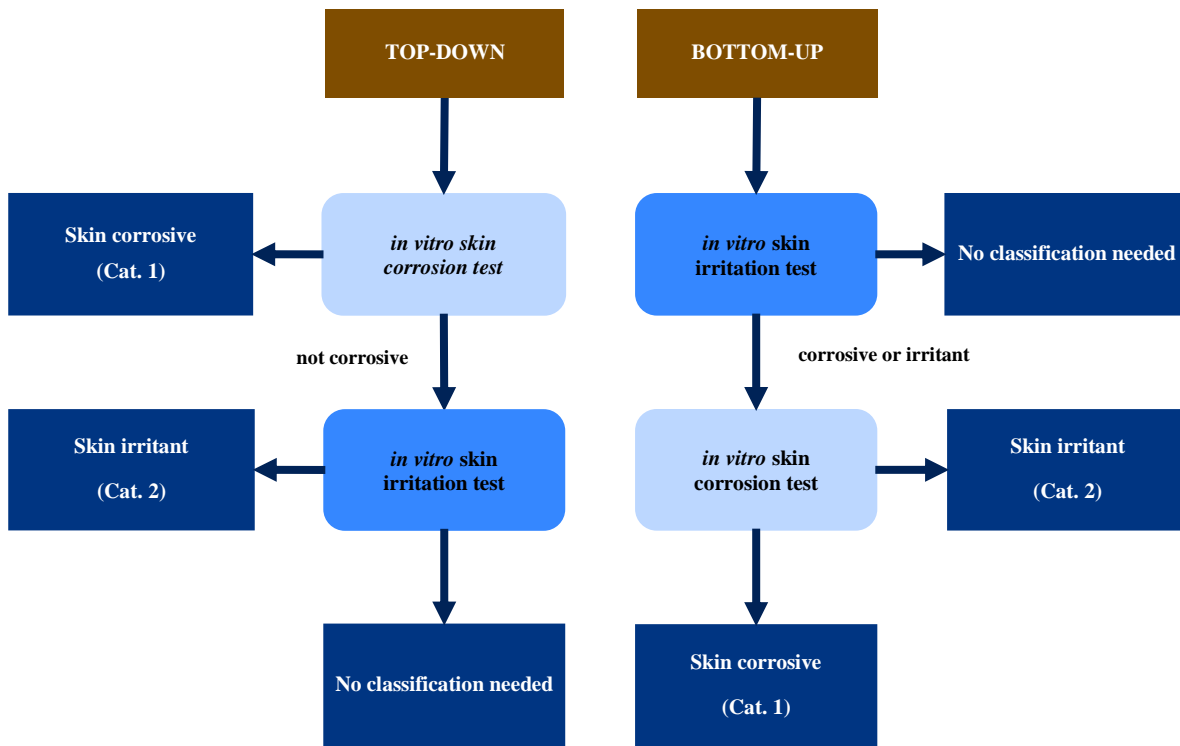 TOP-DOWN
BOTTOM-UP
Skin corrosive
(Cat. 1)
in vitro skin
corrosion test
in vitro skin
irritation test
No classification needed
not corrosive
corrosive or irritant
Skin irritant
(Cat. 2)
in vitro skin
irritation test
in vitro skin
corrosion test
Skin irritant
(Cat. 2)
No classification needed
Skin corrosive
(Cat. 1)